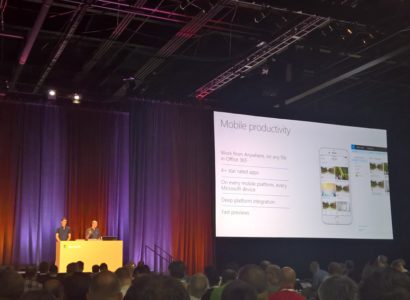 Mobile productivity
Work from Anywhere, on any file
in Office 365
4+ star rated apps
On every mobile platform, every
Microsoft device
Deep platform integration
Fast previews